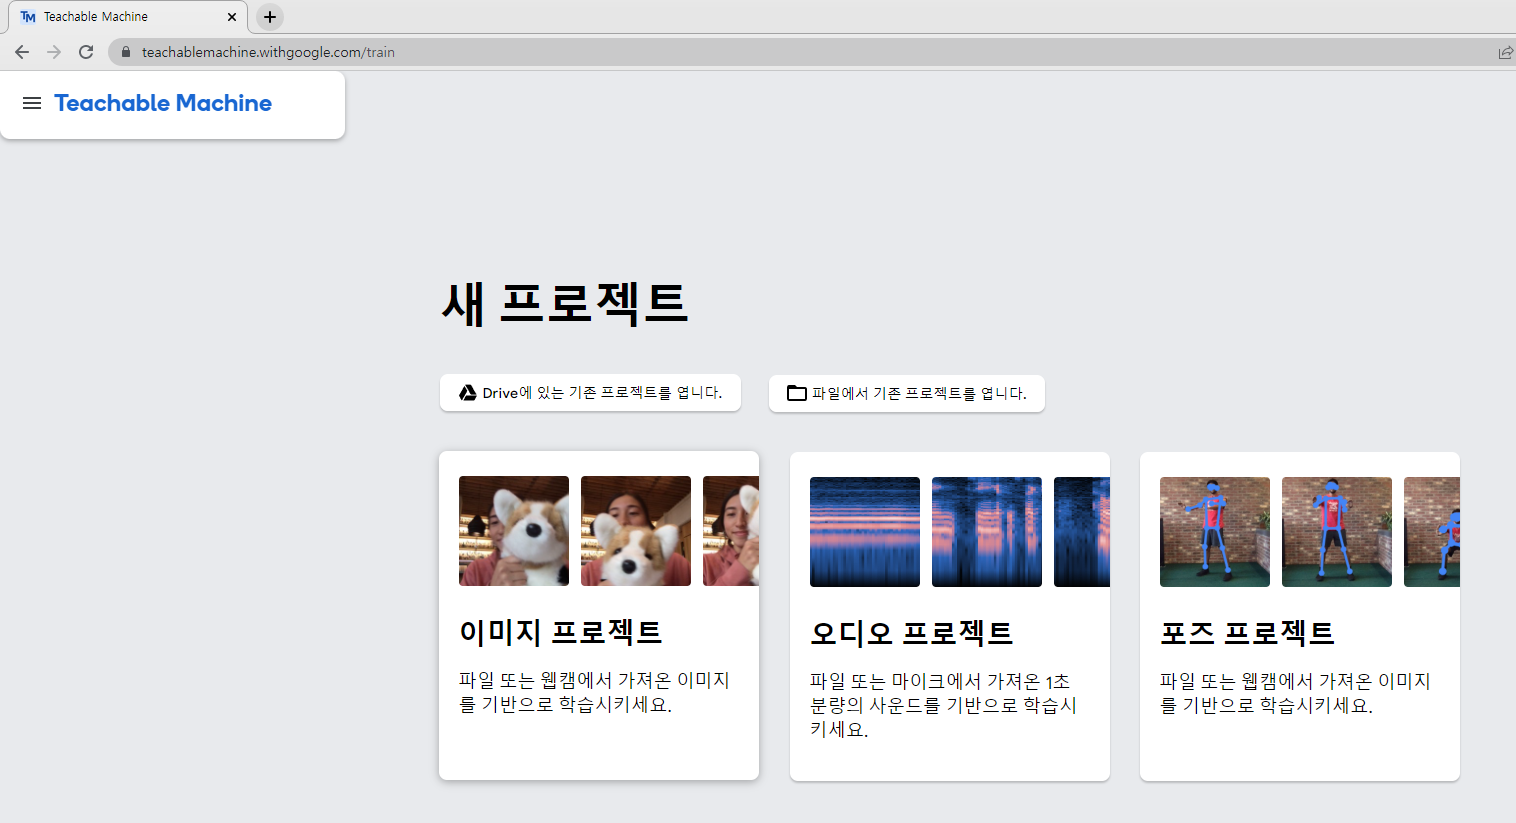 Teachable Machine
teachablemachine.withgoogle.com/train
Teachable Machine
새 프로젝트
Drive에 있는 기존 프로젝트를 엽니다.
파일에서 기존 프로젝트를 엽니다.
이미지 프로젝트
파일 또는 웹캠에서 가져온 이미지
를 기반으로 학습시키세요.
오디오 프로젝트
파일 또는 마이크에서 가져온 1초
분량의 사운드를 기반으로 학습시
키세요.
포즈 프로젝트
파일 또는 웹캠에서 가져온 이미지
를 기반으로 학습시키세요.